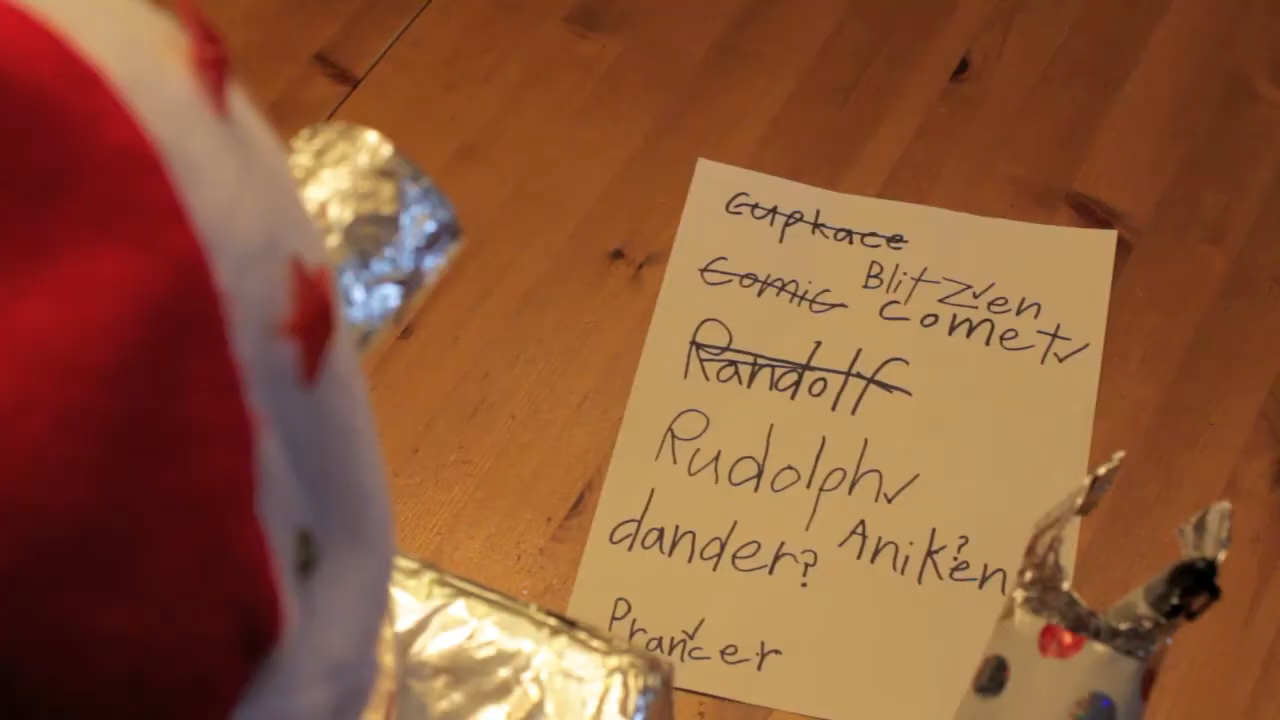 Cupkace
Blitzen
Comic Comet
Randolf
Rudolph
dander? Aniken?
Prancer